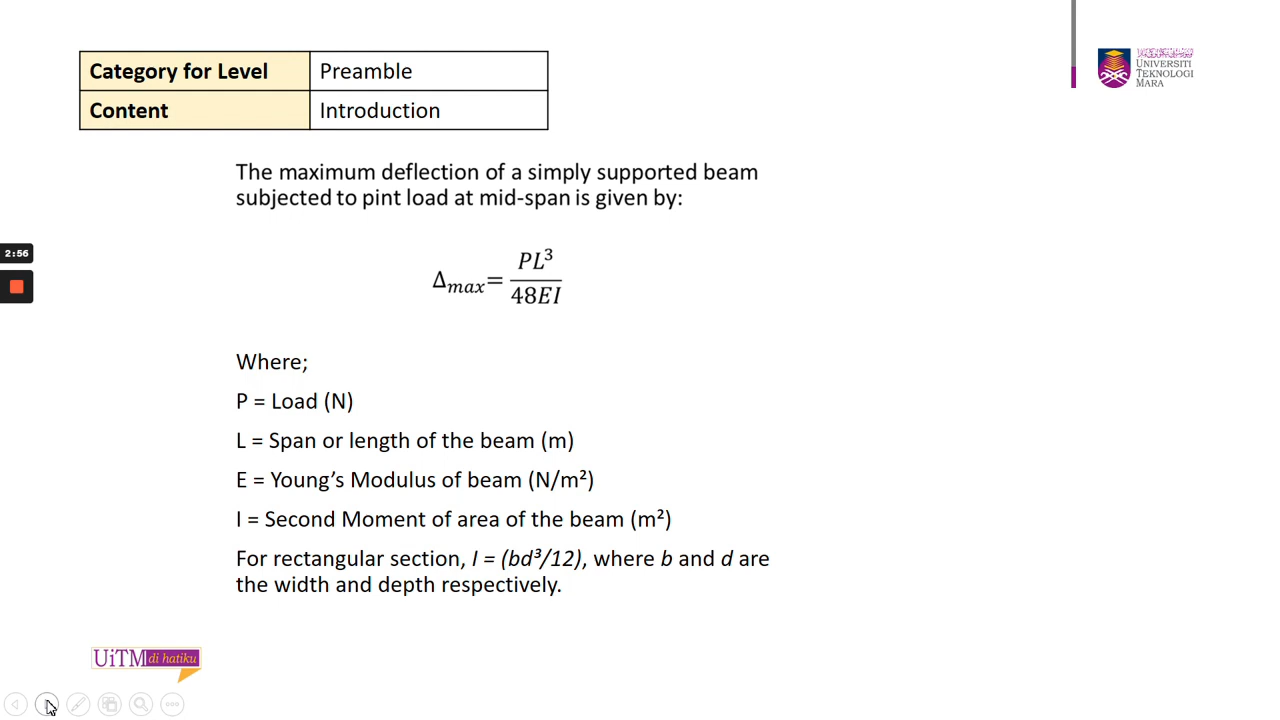 Category for Level Preamble
Content Introduction
UNIVERSITI
TEKNOLOGI
MARA
The maximum deflection of a simply supported beam
subjected to pint load at mid-span is given by:
Δmax= PL³/48EI
2:56
Where;
P = Load (N)
L = Span or length of the beam (m)
E = Young’s Modulus of beam (N/m²)
I = Second Moment of area of the beam (m²)
For rectangular section, I = (bd³/12), where b and d are
the width and depth respectively.
UiTM di hatiku